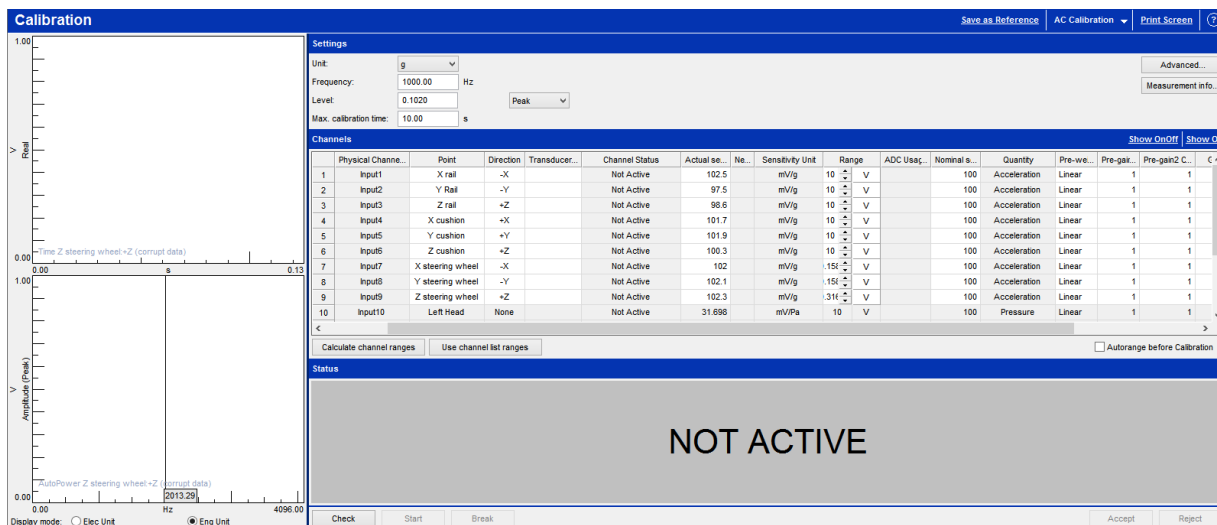 Calibration
Save as Reference AC Calibration Print Screen ?
1.00
V
Real
Time Z steering wheel:+Z (corrupt data)
0.00
0.00 s 0.13
1.00
V
Amplitude (Peak)
AutoPower Z steering wheel:+Z (corrupt data)
2013.29
0.00
0.00 Hz 4096.00
Display mode: Elec Unit Eng Unit
Settings
Unit: g
Advanced...
Frequency: 1000.00 Hz
Measurement info..
Level: 0.1020 Peak
Max. calibration time: 10.00 s
Channels Show OnOff Show O
Physical Channe... Point Direction Transducer... Channel Status Actual se... Ne... Sensitivity Unit Range ADC Usag... Nominal s... Quantity Pre-we... Pre-gain... Pre-gain2 C...
1 Input1 X rail -X Not Active 102.5 mV/g 10 V 100 Acceleration Linear 1 1
2 Input2 Y Rail -Y Not Active 97.5 mV/g 10 V 100 Acceleration Linear 1 1
3 Input3 Z rail +Z Not Active 98.6 mV/g 10 V 100 Acceleration Linear 1 1
4 Input4 X cushion +X Not Active 101.7 mV/g 10 V 100 Acceleration Linear 1 1
5 Input5 Y cushion +Y Not Active 101.9 mV/g 10 V 100 Acceleration Linear 1 1
6 Input6 Z cushion +Z Not Active 100.3 mV/g 10 V 100 Acceleration Linear 1 1
7 Input7 X steering wheel -X Not Active 102 mV/g .158 V 100 Acceleration Linear 1 1
8 Input8 Y steering wheel -Y Not Active 102.1 mV/g .158 V 100 Acceleration Linear 1 1
9 Input9 Z steering wheel +Z Not Active 102.3 mV/g .316 V 100 Acceleration Linear 1 1
10 Input10 Left Head None Not Active 31.698 mV/Pa 10 V 100 Pressure Linear 1 1
Calculate channel ranges Use channel list ranges Autorange before Calibration
Status
NOT ACTIVE
Check Start Break Accept Reject